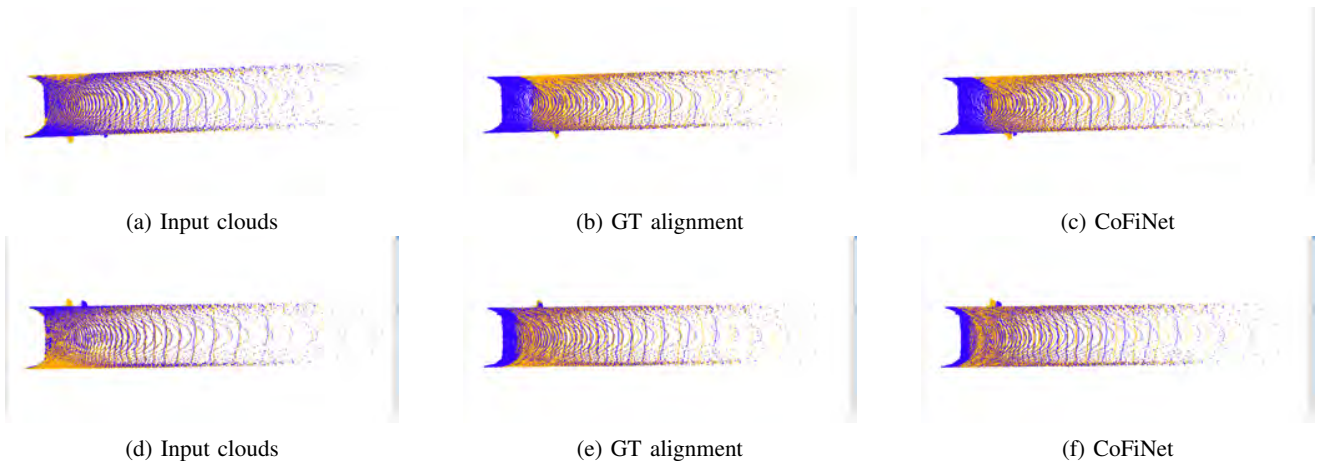 (a) Input clouds
(b) GT alignment
(c) CoFiNet
(d) Input clouds
(e) GT alignment
(f) CoFiNet